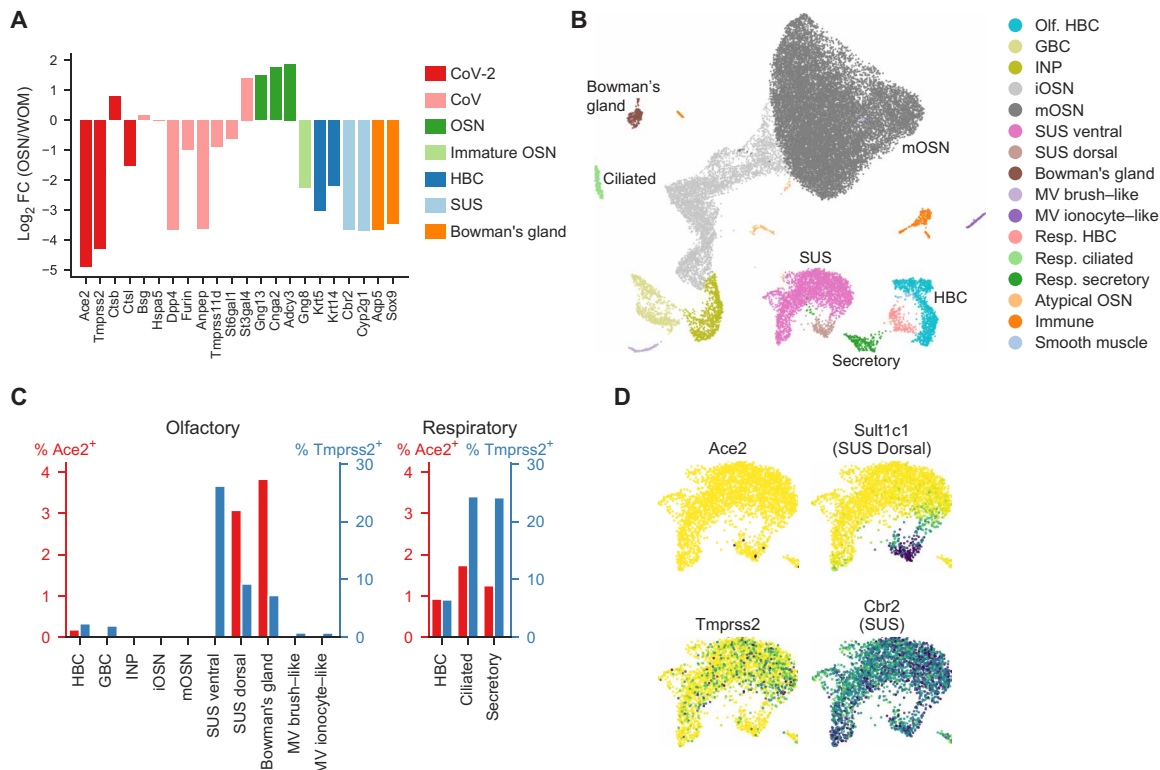 A
Log2 FC (OSN/WOM)
2
1
0
−1
−2
−3
−4
−5
Ace2
Tmprss2
Ctsb
Ctsl
Bsg
Hspa5
Dpp4
Furin
Anpep
Tmprss11d
St6gal1
St3gal4
Gng13
Cnga2
Adcy3
Gng8
Krt5
Krt14
Cbr2
Cyp2g1
Aqp5
Sox9
CoV-2
CoV
OSN
Immature OSN
HBC
SUS
Bowman's gland
B
Bowman's
gland
Ciliated
mOSN
SUS
HBC
Secretory
Olf. HBC
GBC
INP
iOSN
mOSN
SUS ventral
SUS dorsal
Bowman's gland
MV brush–like
MV ionocyte–like
Resp. HBC
Resp. ciliated
Resp. secretory
Atypical OSN
Immune
Smooth muscle
C
Olfactory
% Ace2+
% Tmprss2+
4
3
2
1
0
30
20
10
0
HBC
GBC
INP
iOSN
mOSN
SUS ventral
SUS dorsal
Bowman's gland
MV brush–like
MV ionocyte–like
Respiratory
% Ace2+
% Tmprss2+
4
3
2
1
0
30
20
10
0
HBC
Ciliated
Secretory
D
Ace2
Sult1c1
(SUS Dorsal)
Tmprss2
Cbr2
(SUS)